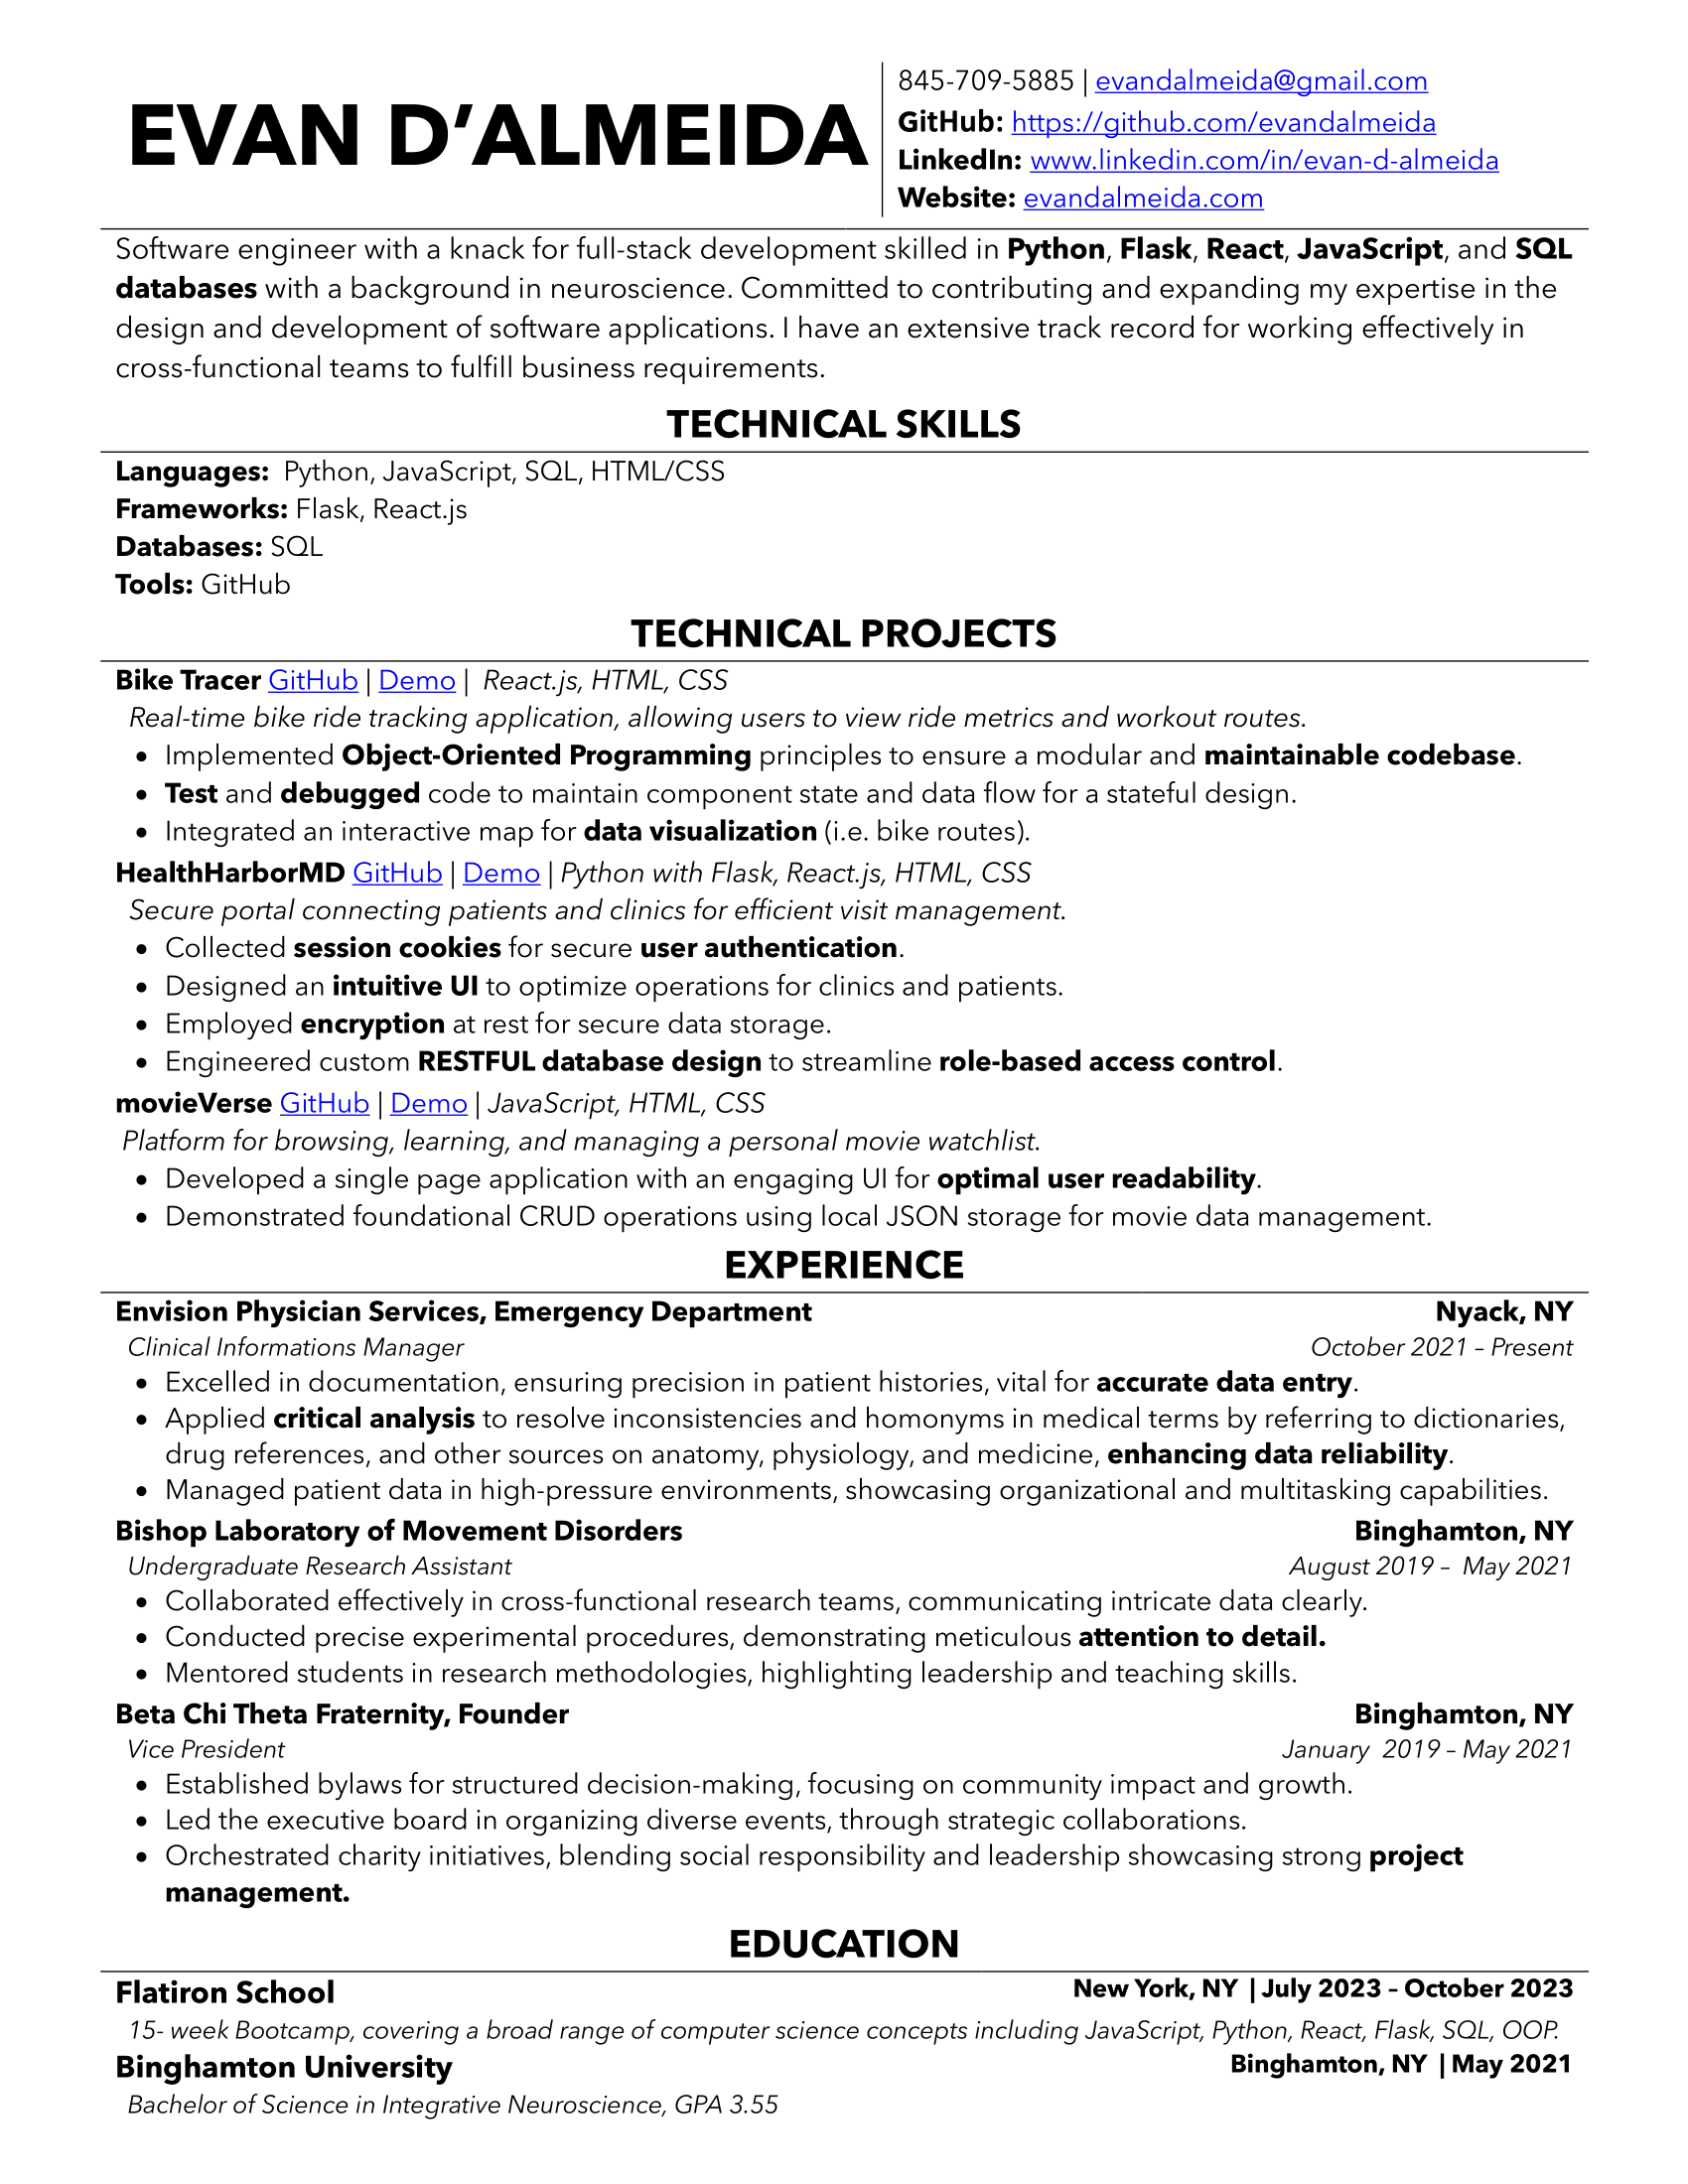 EVAN D’ALMEIDA
845-709-5885 | evandalmeida@gmail.com
GitHub: https://github.com/evandalmeida
LinkedIn: www.linkedin.com/in/evan-d-almeida
Website: evandalmeida.com
Software engineer with a knack for full-stack development skilled in Python, Flask, React, JavaScript, and SQL
databases with a background in neuroscience. Committed to contributing and expanding my expertise in the
design and development of software applications. I have an extensive track record for working effectively in
cross-functional teams to fulfill business requirements.
TECHNICAL SKILLS
Languages: Python, JavaScript, SQL, HTML/CSS
Frameworks: Flask, React.js
Databases: SQL
Tools: GitHub
TECHNICAL PROJECTS
Bike Tracer GitHub | Demo | React.js, HTML, CSS
Real-time bike ride tracking application, allowing users to view ride metrics and workout routes.
• Implemented Object-Oriented Programming principles to ensure a modular and maintainable codebase.
• Test and debugged code to maintain component state and data flow for a stateful design.
• Integrated an interactive map for data visualization (i.e. bike routes).
HealthHarborMD GitHub | Demo | Python with Flask, React.js, HTML, CSS
Secure portal connecting patients and clinics for efficient visit management.
• Collected session cookies for secure user authentication.
• Designed an intuitive UI to optimize operations for clinics and patients.
• Employed encryption at rest for secure data storage.
• Engineered custom RESTFUL database design to streamline role-based access control.
movieVerse GitHub | Demo | JavaScript, HTML, CSS
Platform for browsing, learning, and managing a personal movie watchlist.
• Developed a single page application with an engaging UI for optimal user readability.
• Demonstrated foundational CRUD operations using local JSON storage for movie data management.
EXPERIENCE
Envision Physician Services, Emergency Department Nyack, NY
Clinical Informations Manager October 2021 – Present
• Excelled in documentation, ensuring precision in patient histories, vital for accurate data entry.
• Applied critical analysis to resolve inconsistencies and homonyms in medical terms by referring to dictionaries,
drug references, and other sources on anatomy, physiology, and medicine, enhancing data reliability.
• Managed patient data in high-pressure environments, showcasing organizational and multitasking capabilities.
Bishop Laboratory of Movement Disorders Binghamton, NY
Undergraduate Research Assistant August 2019 – May 2021
• Collaborated effectively in cross-functional research teams, communicating intricate data clearly.
• Conducted precise experimental procedures, demonstrating meticulous attention to detail.
• Mentored students in research methodologies, highlighting leadership and teaching skills.
Beta Chi Theta Fraternity, Founder Binghamton, NY
Vice President January 2019 – May 2021
• Established bylaws for structured decision-making, focusing on community impact and growth.
• Led the executive board in organizing diverse events, through strategic collaborations.
• Orchestrated charity initiatives, blending social responsibility and leadership showcasing strong project
management.
EDUCATION
Flatiron School New York, NY | July 2023 – October 2023
15- week Bootcamp, covering a broad range of computer science concepts including JavaScript, Python, React, Flask, SQL, OOP.
Binghamton University Binghamton, NY | May 2021
Bachelor of Science in Integrative Neuroscience, GPA 3.55